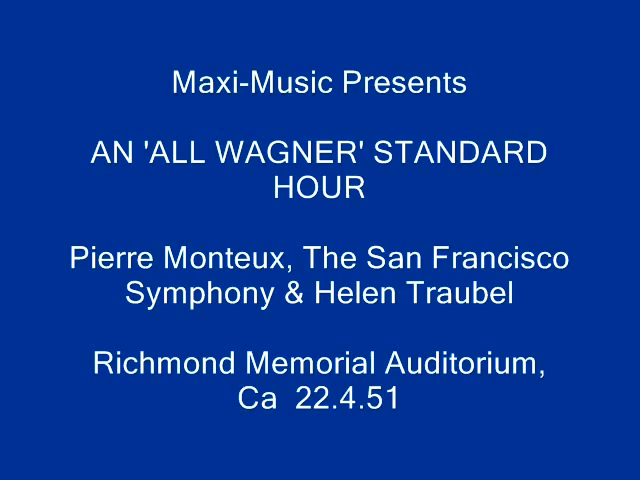 Maxi-Music Presents
AN 'ALL WAGNER' STANDARD
HOUR
Pierre Monteux, The San Francisco
Symphony & Helen Traubel
Richmond Memorial Auditorium,
Ca  22.4.51